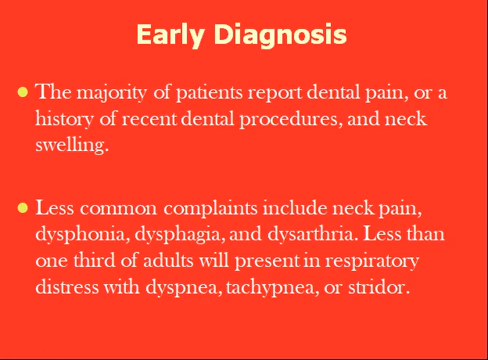 Early Diagnosis
The majority of patients report dental pain, or a
history of recent dental procedures, and neck
swelling.
Less common complaints include neck pain,
dysphonia, dysphagia, and dysarthria. Less than
one third of adults will present in respiratory
distress with dyspnea, tachypnea, or stridor.